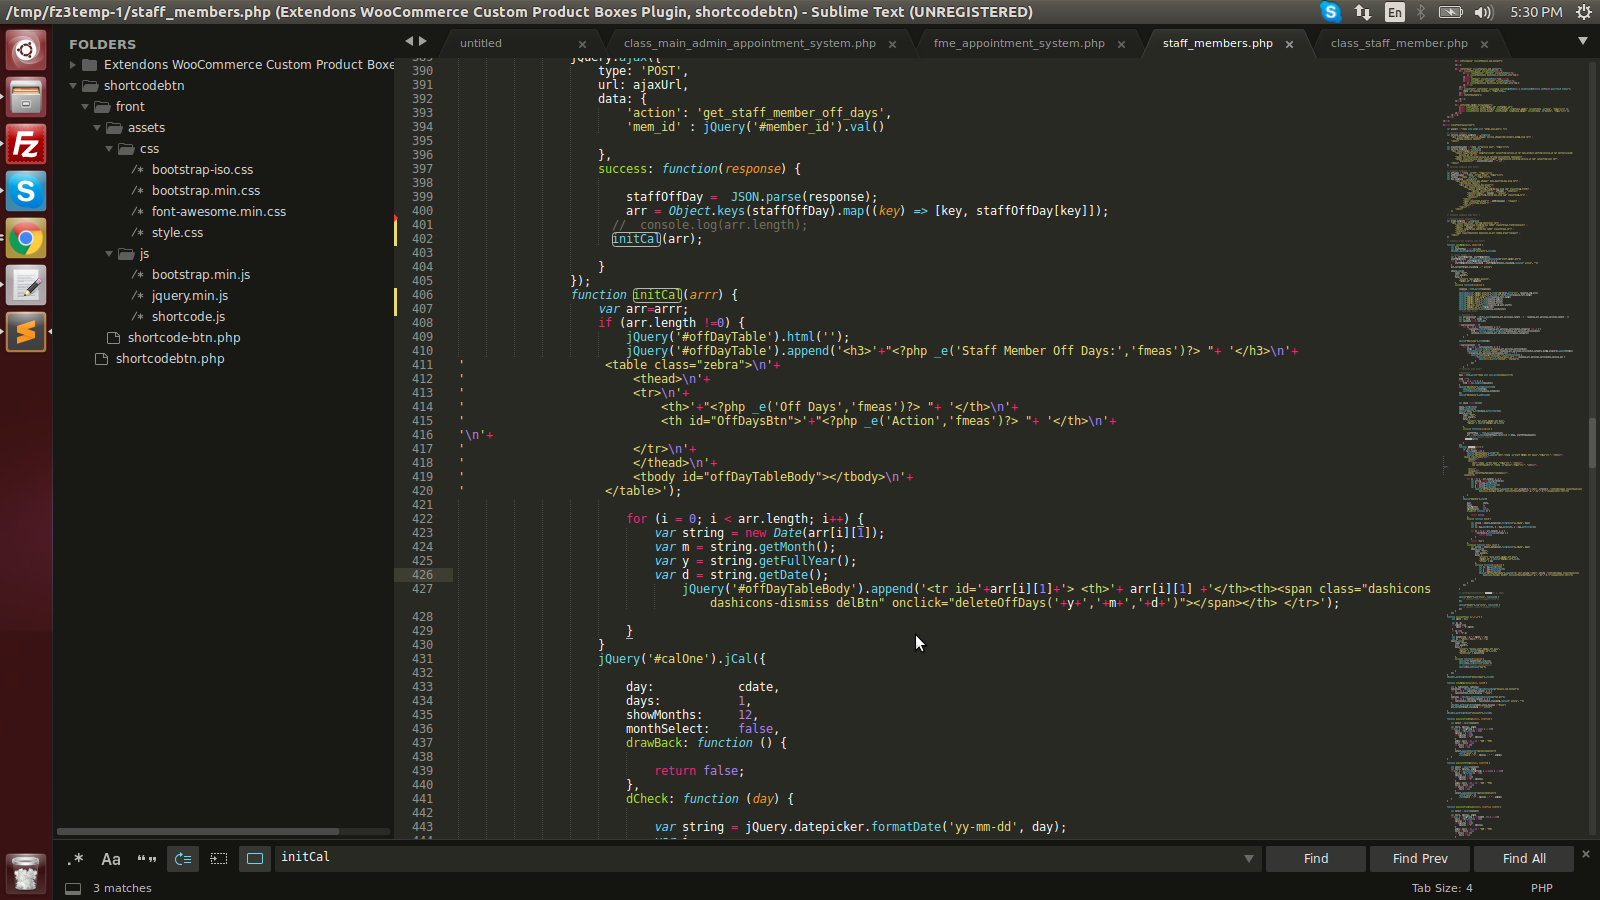 /tmp/fz3temp-1/staff_members.php (Extendons WooCommerce Custom Product Boxes Plugin, shortcodebtn) - Sublime Text (UNREGISTERED)
En
5:30 PM
FOLDERS
Extendons WooCommerce Custom Product Boxe
shortcodebtn
front
assets
css
/* bootstrap-iso.css
/* bootstrap.min.css
/* font-awesome.min.css
/* style.css
js
/* bootstrap.min.js
/* jquery.min.js
/* shortcode.js
shortcode-btn.php
shortcodebtn.php
untitled
class_main_admin_appointment_system.php
fme_appointment_system.php
staff_members.php
class_staff_member.php
389 jQuery.ajax({
390 type: 'POST',
391 url: ajaxUrl,
392 data: {
393 'action': 'get_staff_member_off_days',
394 'mem_id' : jQuery('#member_id').val()
395
396 },
397 success: function(response) {
398
399 staffOffDay =  JSON.parse(response);
400 arr = Object.keys(staffOffDay).map((key) => [key, staffOffDay[key]]);
401 //  console.log(arr.length);
402 initCal(arr);
403
404 }
405 });
406 function initCal(arrr) {
407 var arr=arrr;
408 if (arr.length !=0) {
409 jQuery('#offDayTable').html('');
410 jQuery('#offDayTable').append('<h3>'+"<?php _e('Staff Member Off Days:','fmeas')?> "+ '</h3>\n'+
411 ' <table class="zebra">\n'+
412 ' <thead>\n'+
413 ' <tr>\n'+
414 ' <th>'+"<?php _e('Off Days','fmeas')?> "+ '</th>\n'+
415 ' <th id="OffDaysBtn">'+"<?php _e('Action','fmeas')?> "+ '</th>\n'+
416 '\n'+
417 ' </tr>\n'+
418 ' </thead>\n'+
419 ' <tbody id="offDayTableBody"></tbody>\n'+
420 ' </table>');
421
422 for (i = 0; i < arr.length; i++) {
423 var string = new Date(arr[i][1]);
424 var m = string.getMonth();
425 var y = string.getFullYear();
426 var d = string.getDate();
427 jQuery('#offDayTableBody').append('<tr id='+arr[i][1]+'> <th>'+ arr[i][1] +'</th><th><span class="dashicons
dashicons-dismiss delBtn" onclick="deleteOffDays('+y+','+m+','+d+')"></span></th> </tr>');
428
429 }
430 }
431 jQuery('#calOne').jCal({
432
433 day: cdate,
434 days: 1,
435 showMonths: 12,
436 monthSelect: false,
437 drawBack: function () {
438
439 return false;
440 },
441 dCheck: function (day) {
442
443 var string = jQuery.datepicker.formatDate('yy-mm-dd', day);
.* Aa “”
initCal
Find
Find Prev
Find All
3 matches
Tab Size: 4
PHP